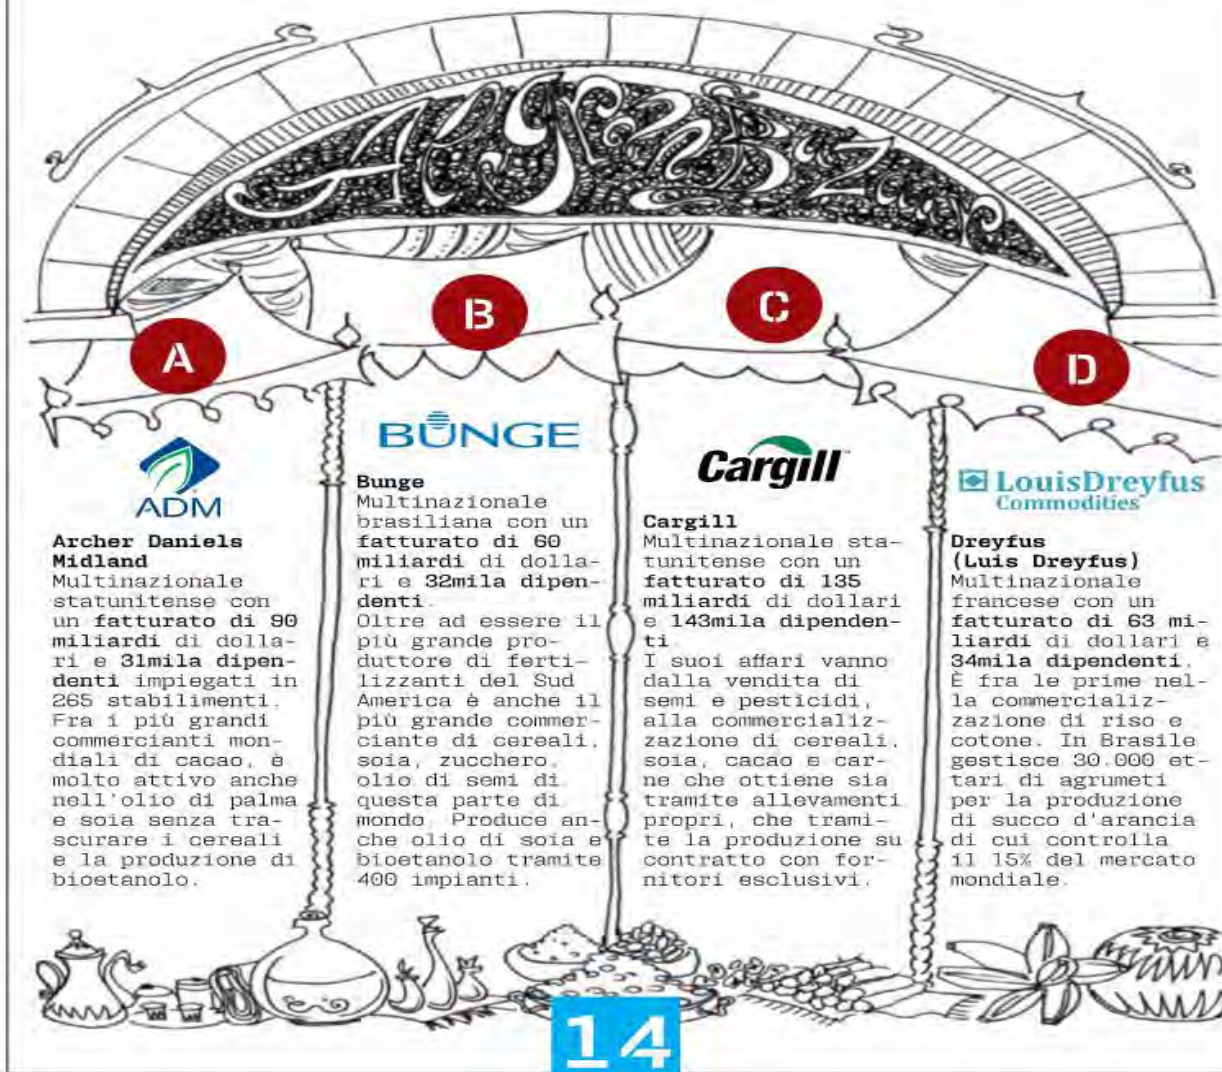 A
B
C
D
ADM
Archer Daniels
Midland
Multinazionale
statunitense con
un fatturato di 90
miliardi di dolla-
ri e 31mila dipen-
denti impiegati in
265 stabilimenti.
Fra i più grandi
commercianti mon-
diali di cacao, è
molto attivo anche
nell'olio di palma
e soia senza tra-
scurare i cereali
e la produzione di
bioetanolo.
BUNGE
Bunge
Multinazionale
brasiliana con un
fatturato di 60
miliardi di dolla-
ri e 32mila dipen-
denti.
Oltre ad essere il
più grande pro-
duttore di ferti-
lizzanti del Sud
America è anche il
più grande commer-
ciante di cereali,
soia, zucchero,
olio di semi di
questa parte di
mondo. Produce an-
che olio di soia e
bioetanolo tramite
400 impianti.
Cargill
Cargill
Multinazionale sta-
tunitense con un
fatturato di 135
miliardi di dollari
e 143mila dipenden-
ti
I suoi affari vanno
dalla vendita di
semi e pesticidi,
alla commercializ-
zazione di cereali,
soia, cacao e car-
ne che ottiene sia
tramite allevamenti
propri, che trami-
te la produzione su
contratto con for-
nitori esclusivi.
LouisDreyfus
Commodities
Dreyfus
(Luis Dreyfus)
Multinazionale
francese con un
fatturato di 63 mi-
liardi di dollari e
34mila dipendenti.
È fra le prime nel-
la commercializ-
zazione di riso e
cotone. In Brasile
gestisce 30.000 et-
tari di agrumeti
per la produzione
di succo d'arancia
di cui controlla
il 15% del mercato
mondiale.
14